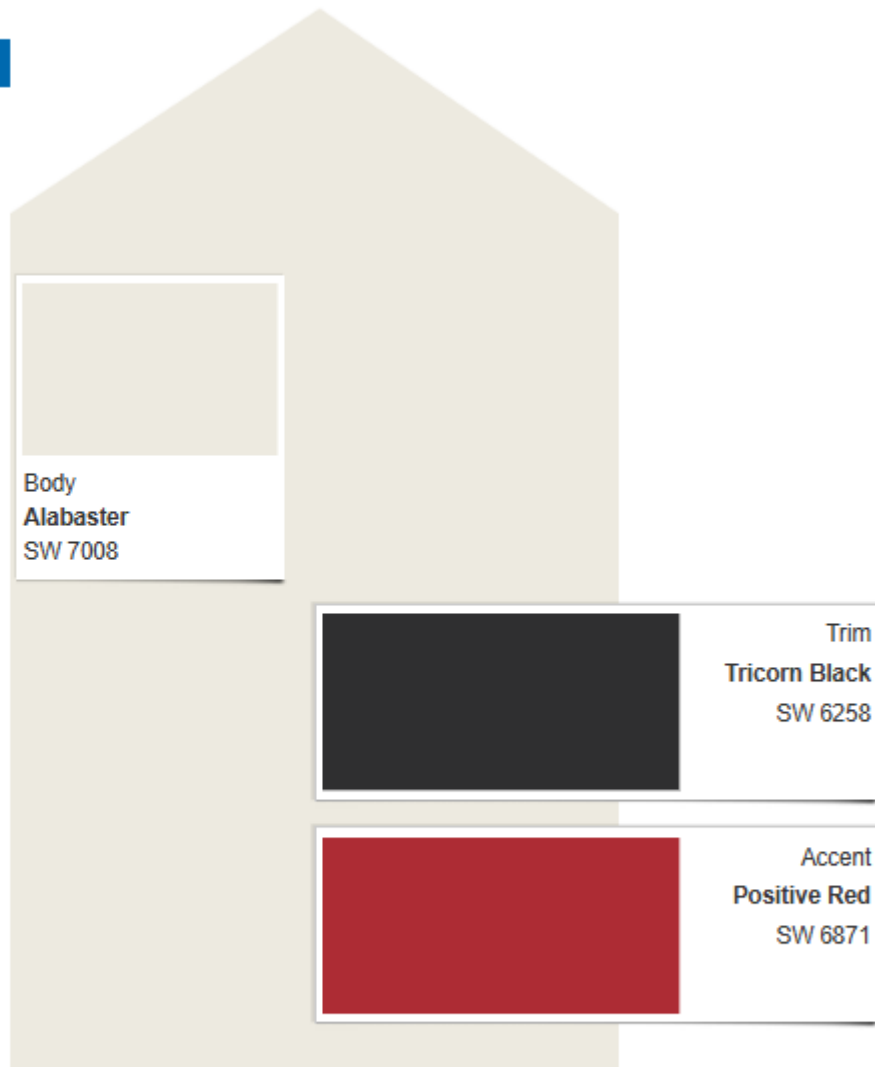 Body
Alabaster
SW 7008
Trim
Tricorn Black
SW 6258
Accent
Positive Red
SW 6871